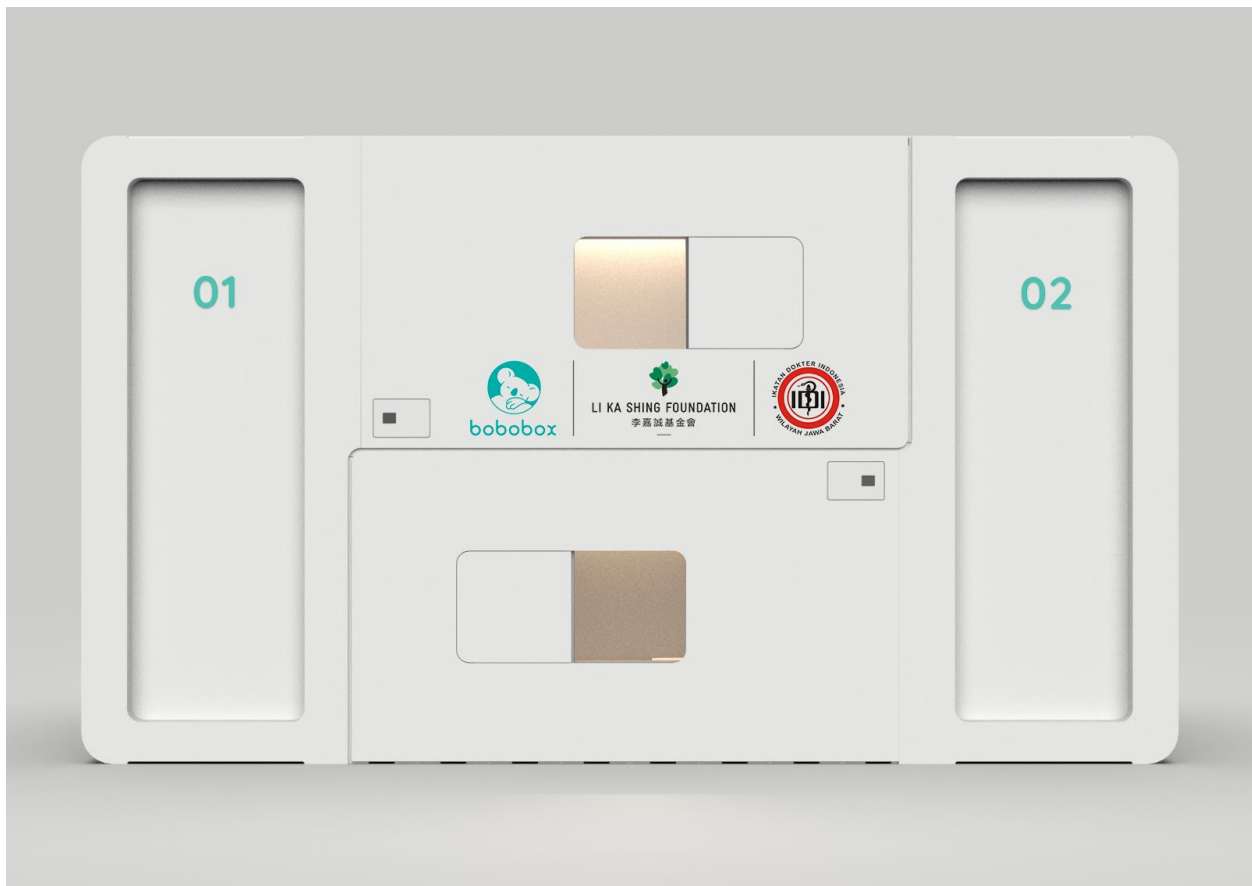 01
02
bobobox
LI KA SHING FOUNDATION
李嘉誠基金會
IKATAN DOKTER INDONESIA
IDI
WILAYAH JAWA BARAT